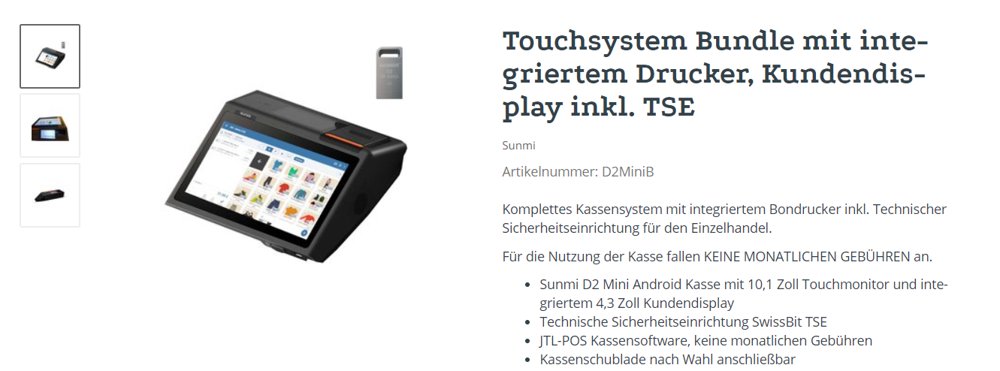 Touchsystem Bundle mit inte-
griertem Drucker, Kundendis-
play inkl. TSE
Sunmi
Artikelnummer: D2MiniB
Komplettes Kassensystem mit integriertem Bondrucker inkl. Technischer
Sicherheitseinrichtung für den Einzelhandel.
Für die Nutzung der Kasse fallen KEINE MONATLICHEN GEBÜHREN an.
• Sunmi D2 Mini Android Kasse mit 10,1 Zoll Touchmonitor und inte-
griertem 4,3 Zoll Kundendisplay
• Technische Sicherheitseinrichtung SwissBit TSE
• JTL-POS Kassensoftware, keine monatlichen Gebühren
• Kassenschublade nach Wahl anschließbar